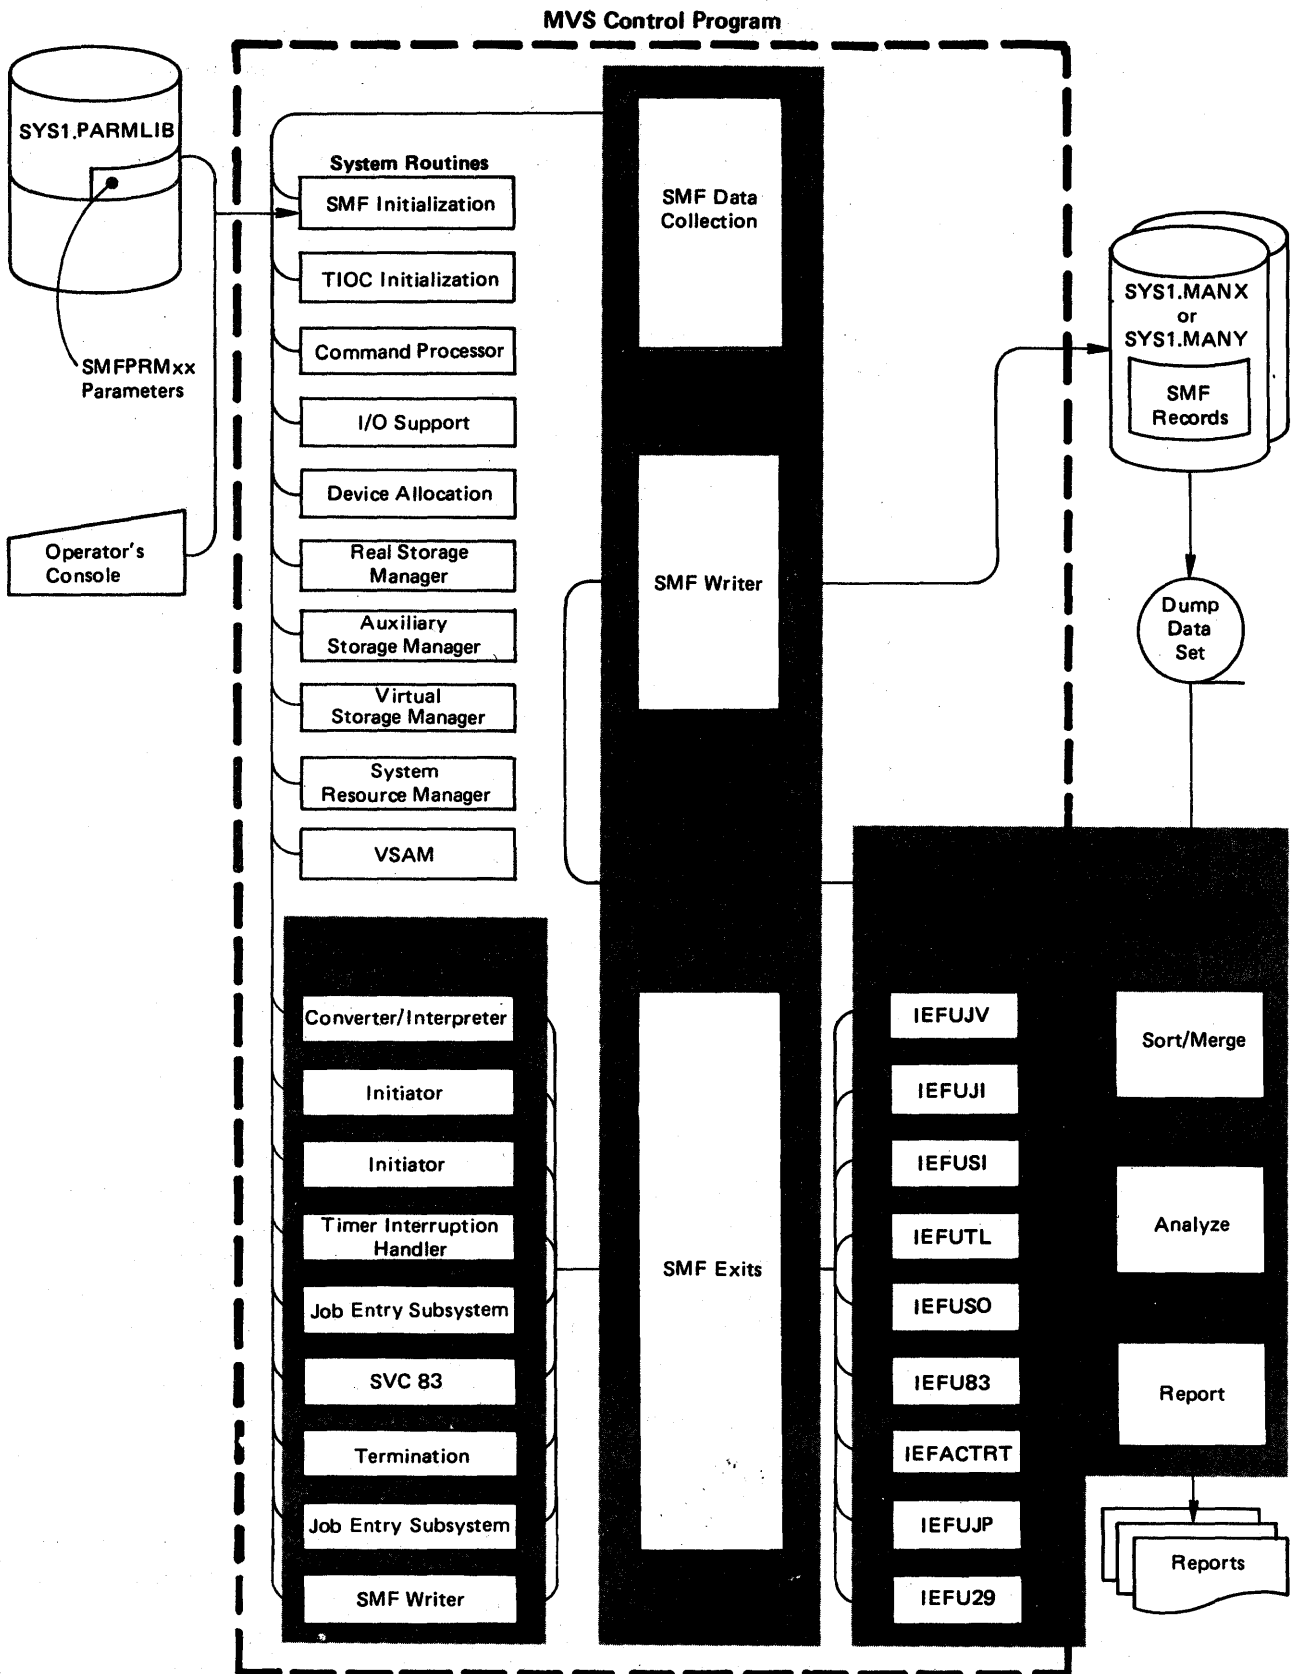 MVS Control Program
SYS1.PARMLIB
SMFPRMxx
Parameters
Operator's
Console
System Routines
SMF Initialization
TIOC Initialization
Command Processor
I/O Support
Device Allocation
Real Storage
Manager
Auxiliary
Storage Manager
Virtual
Storage Manager
System
Resource Manager
VSAM
Converter/Interpreter
Initiator
Initiator
Timer Interruption
Handler
Job Entry Subsystem
SVC 83
Termination
Job Entry Subsystem
SMF Writer
SMF Data
Collection
SMF Writer
SMF Exits
IEFUJV
IEFUJI
IEFUSI
IEFUTL
IEFUSO
IEFU83
IEFACTRT
IEFUJP
IEFU29
SYS1.MANX
or
SYS1.MANY
SMF
Records
Dump
Data
Set
Sort/Merge
Analyze
Report
Reports